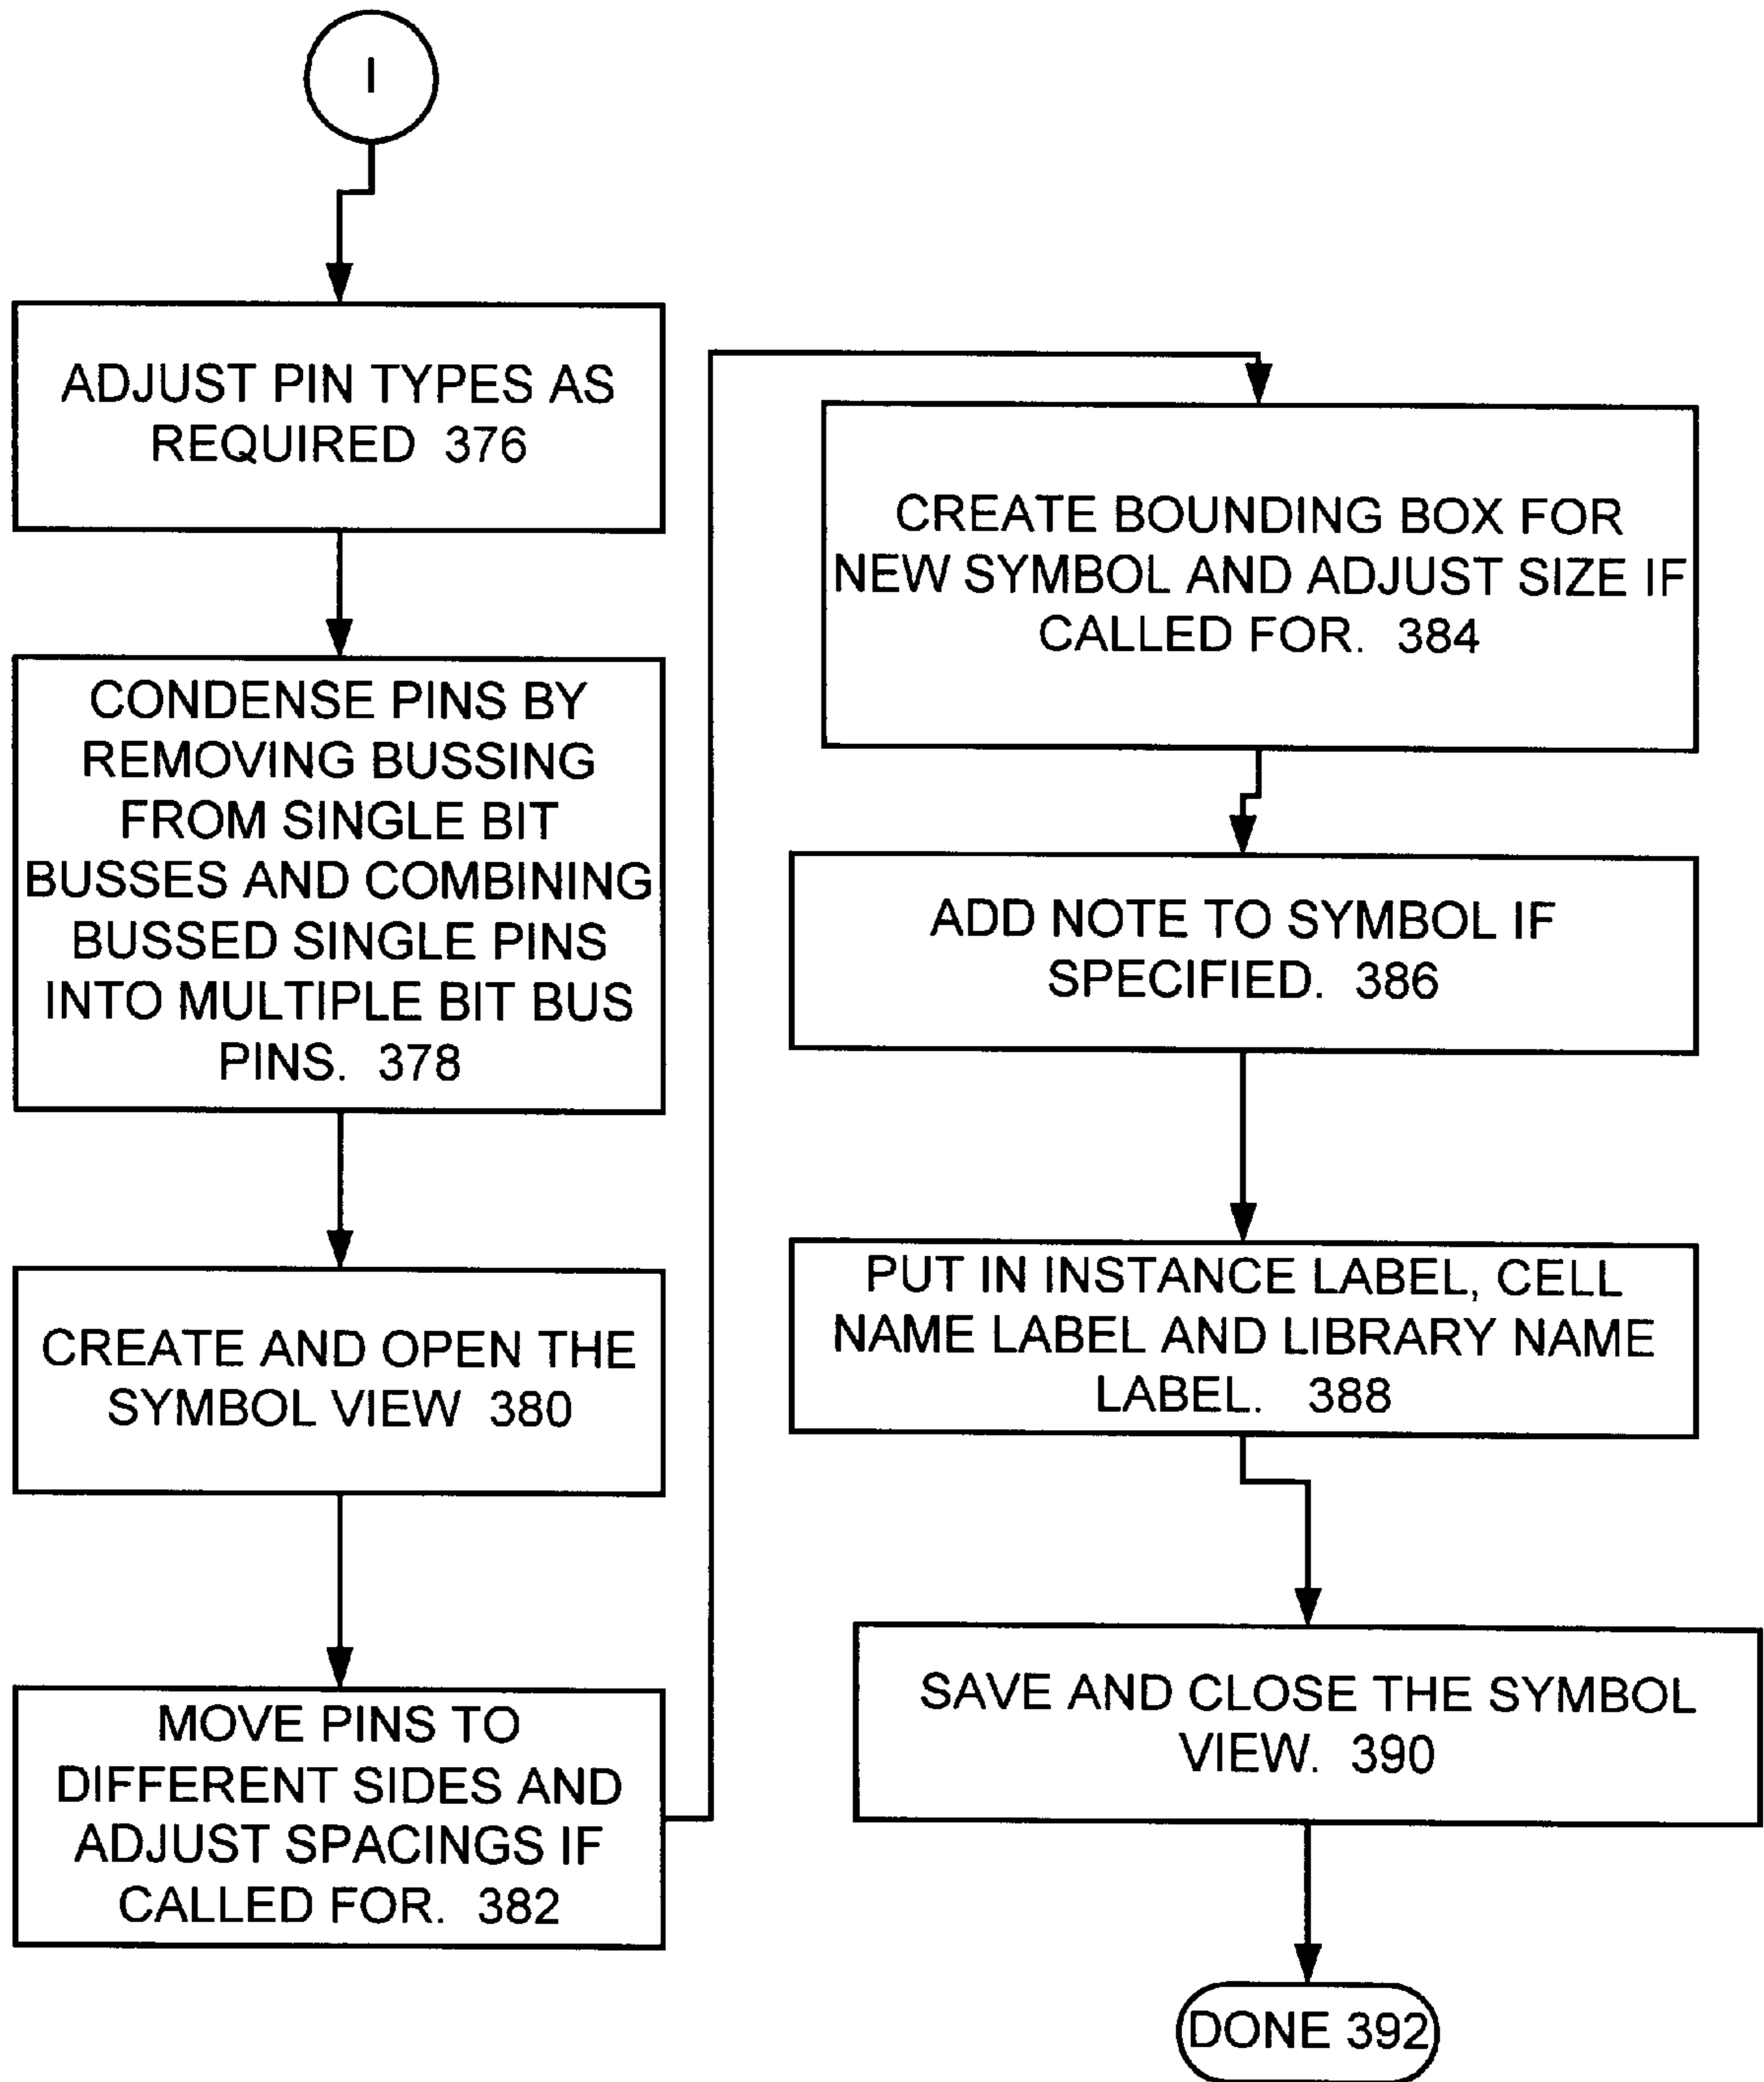 I
ADJUST PIN TYPES AS
REQUIRED 376
CONDENSE PINS BY
REMOVING BUSSING
FROM SINGLE BIT
BUSSES AND COMBINING
BUSSED SINGLE PINS
INTO MULTIPLE BIT BUS
PINS. 378
CREATE AND OPEN THE
SYMBOL VIEW 380
MOVE PINS TO
DIFFERENT SIDES AND
ADJUST SPACINGS IF
CALLED FOR. 382
CREATE BOUNDING BOX FOR
NEW SYMBOL AND ADJUST SIZE IF
CALLED FOR. 384
ADD NOTE TO SYMBOL IF
SPECIFIED. 386
PUT IN INSTANCE LABEL, CELL
NAME LABEL AND LIBRARY NAME
LABEL. 388
SAVE AND CLOSE THE SYMBOL
VIEW. 390
DONE 392